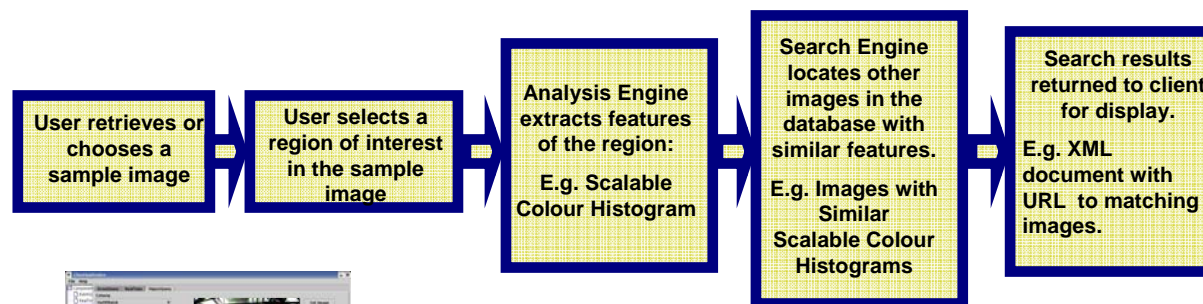 User retrieves or
chooses a
sample image
User selects a
region of interest
in the sample
image
Analysis Engine
extracts features
of the region:
E.g. Scalable
Colour Histogram
Search Engine
locates other
images in the
database with
similar features.
E.g. Images with
Similar
Scalable Colour
Histograms
Search results
returned to client
for display.
E.g. XML
document with
URL to matching
images.